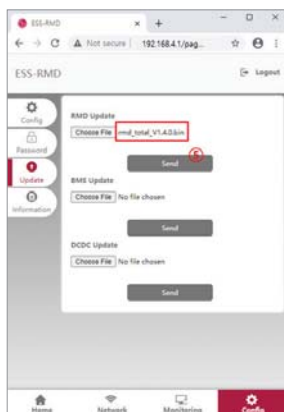 ESS-RMD
Not secure 192.168.4.1/pag...
ESS-RMD
Logout
Config
Password
Update
Information
RMD Update
Choose File rmd_total_V1.4.0.bin
Send
⑤
BMS Update
Choose File No file chosen
Send
DCDC Update
Choose File No file chosen
Send
Home Network Monitoring Config